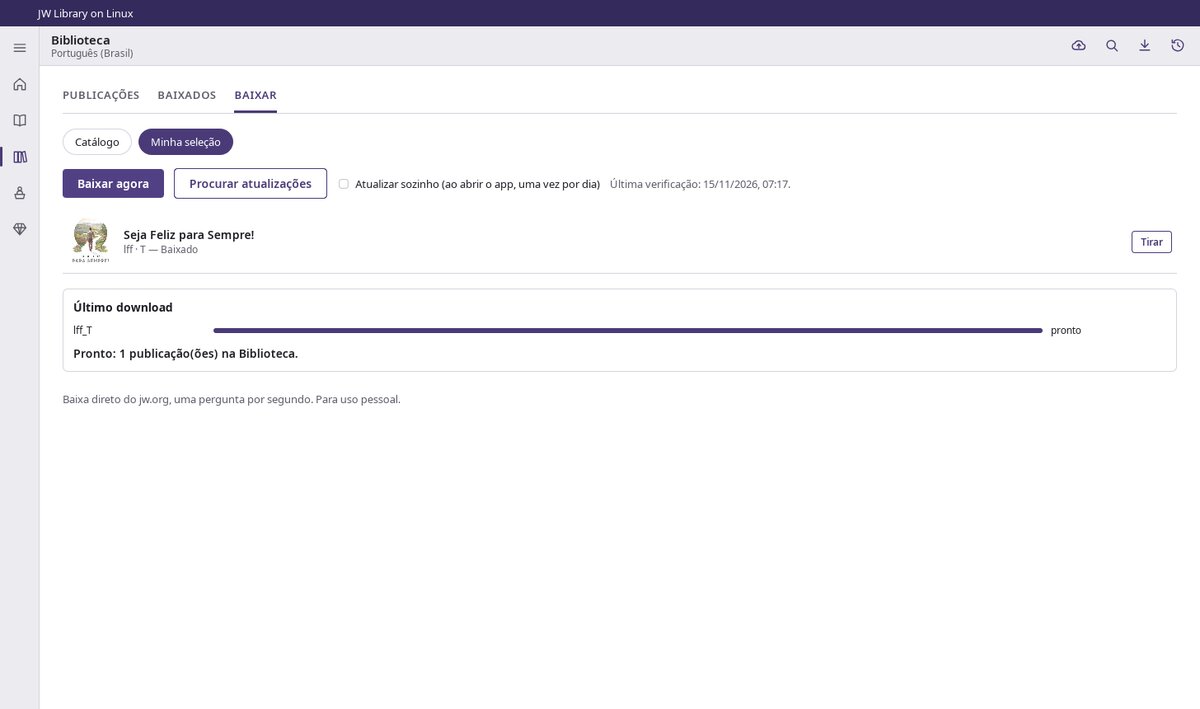 JW Library on Linux
Biblioteca
Português (Brasil)
PUBLICAÇÕES BAIXADOS BAIXAR
Catálogo Minha seleção
Baixar agora Procurar atualizações Atualizar sozinho (ao abrir o app, uma vez por dia) Última verificação: 15/11/2026, 07:17.
Seja Feliz para Sempre!
lff · T — Baixado
Tirar
Último download
lff_T pronto
Pronto: 1 publicação(ões) na Biblioteca.
Baixa direto do jw.org, uma pergunta por segundo. Para uso pessoal.